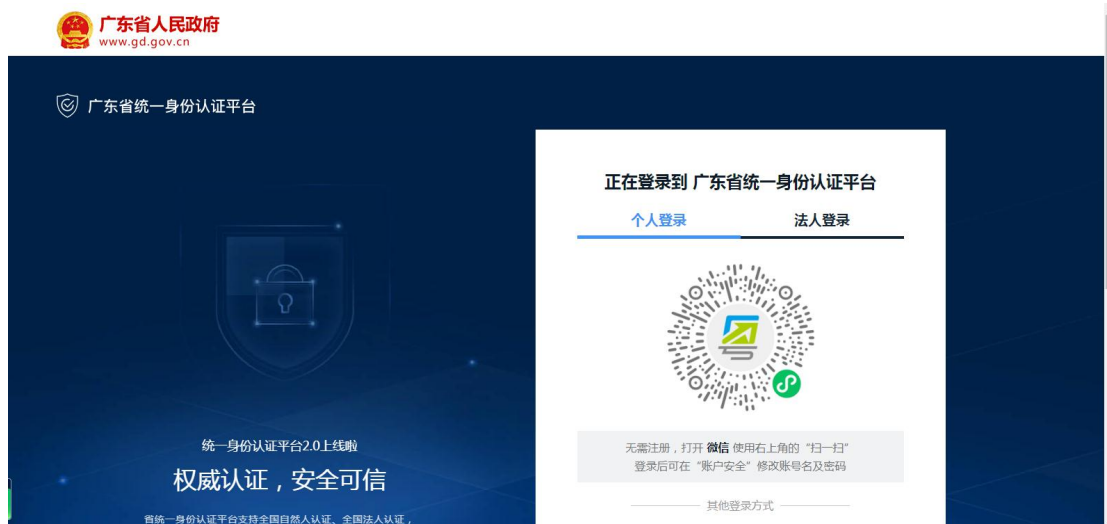 广东省人民政府
www.gd.gov.cn
广东省统一身份认证平台
正在登录到 广东省统一身份认证平台
个人登录 法人登录
无需注册，打开 微信 使用右上角的“扫一扫”
登录后可在“账户安全”修改账号名及密码
其他登录方式
统一身份认证平台2.0上线啦
权威认证，安全可信
省统一身份认证平台支持全国自然人认证、全国法人认证，